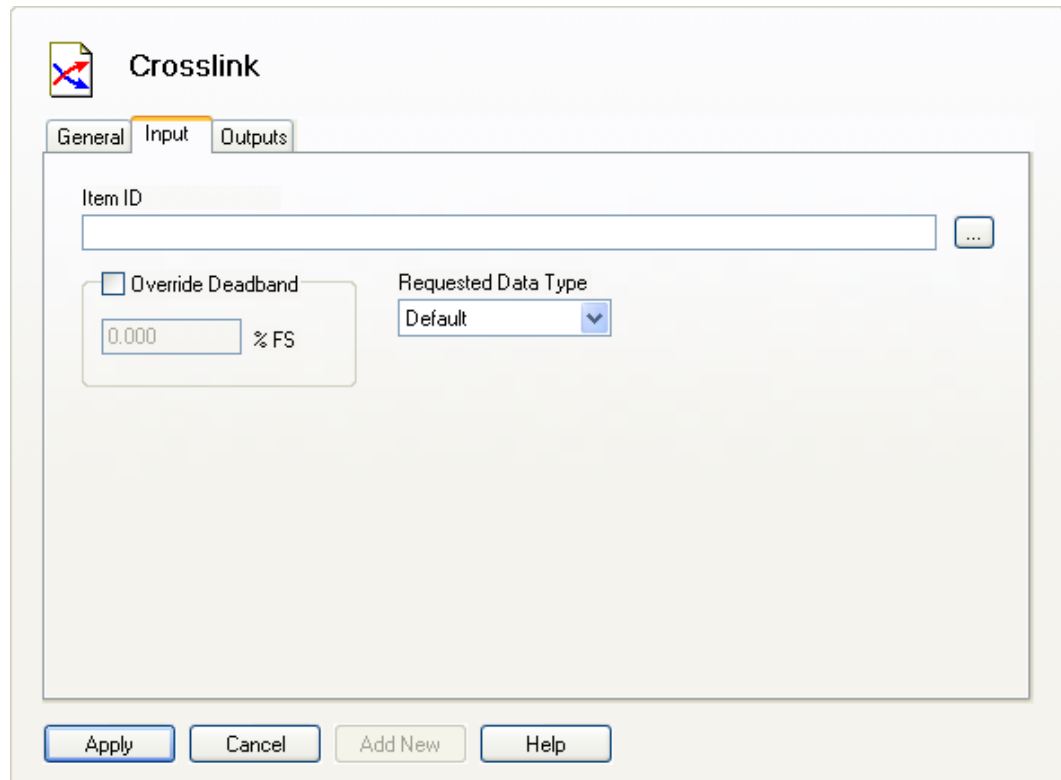 Crosslink
General Input Outputs
Item ID
...
Override Deadband
Requested Data Type
0.000 % FS
Default
Apply Cancel Add New Help